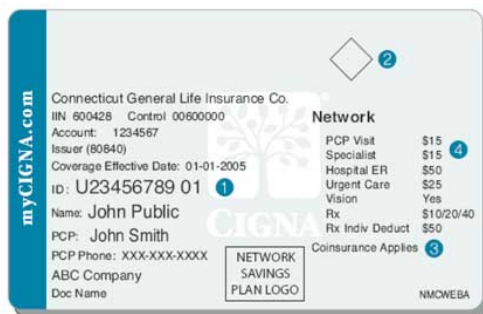 myCIGNA.com
2
Connecticut General Life Insurance Co.
IIN 600428 Control 00600000
Account: 1234567
Issuer (80840)
Coverage Effective Date: 01-01-2005
ID: U23456789 01 1
Name: John Public
PCP: John Smith
PCP Phone: XXX-XXX-XXXX
ABC Company
Doc Name
CIGNA
NETWORK
SAVINGS
PLAN LOGO
Network
PCP Visit $15
Specialist $15 4
Hospital ER $50
Urgent Care $25
Vision Yes
Rx $10/20/40
Rx Indiv Deduct $50
Coinsurance Applies 3
NMCWEBA